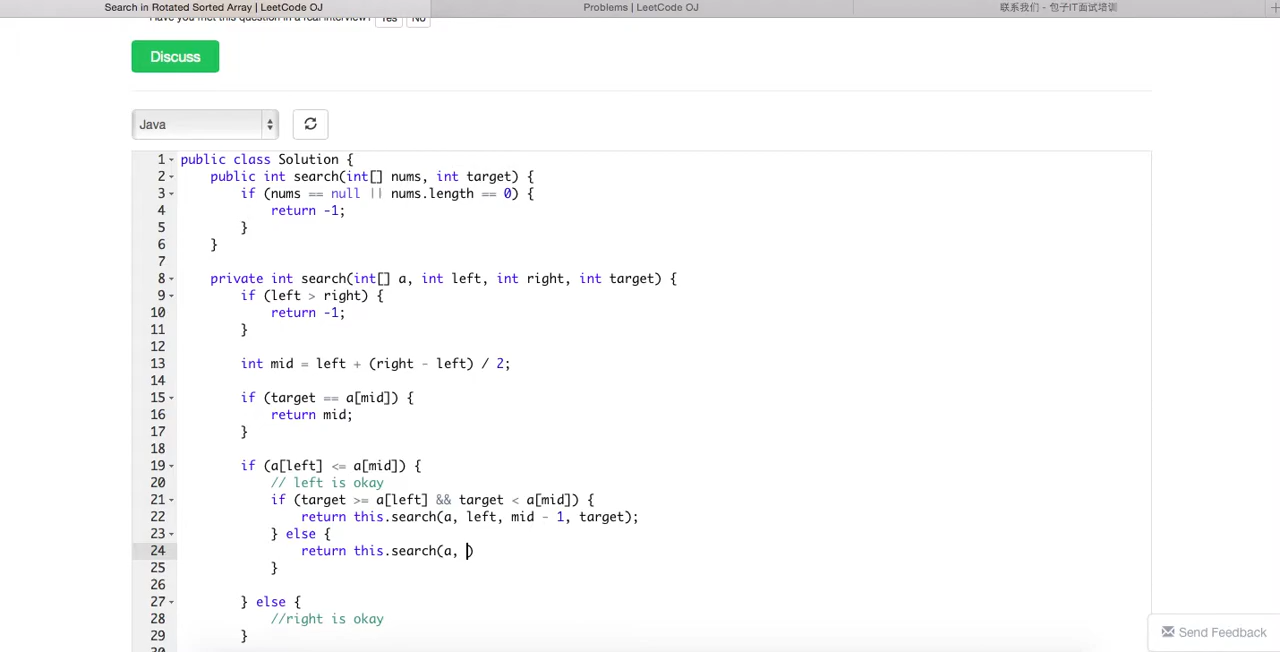 Search in Rotated Sorted Array | LeetCode OJ
Problems | LeetCode OJ
联系我们 - 包子IT面试培训
Have you met this question in a real interview? Yes No
Discuss
Java
1 public class Solution {
2 public int search(int[] nums, int target) {
3 if (nums == null || nums.length == 0) {
4 return -1;
5 }
6 }
7
8 private int search(int[] a, int left, int right, int target) {
9 if (left > right) {
10 return -1;
11 }
12
13 int mid = left + (right - left) / 2;
14
15 if (target == a[mid]) {
16 return mid;
17 }
18
19 if (a[left] <= a[mid]) {
20 // left is okay
21 if (target >= a[left] && target < a[mid]) {
22 return this.search(a, left, mid - 1, target);
23 } else {
24 return this.search(a, )
25 }
26
27 } else {
28 //right is okay
29 }
30
Send Feedback